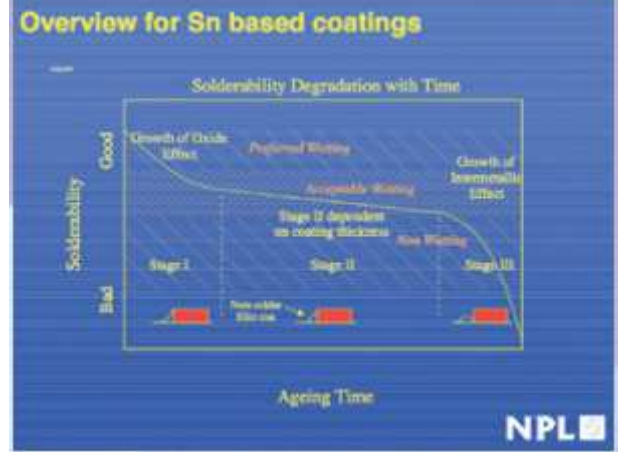 Overview for Sn based coatings
Solderability Degradation with Time
Good
Solderability
Bad
Growth of Oxide
Effect
Preferred Wetting
Acceptable Wetting
Growth of
Intermetallic
Effect
Stage II dependent
on coating thickness
Non Wetting
Stage I
Stage II
Stage III
Note solder
Ageing Time
NPL